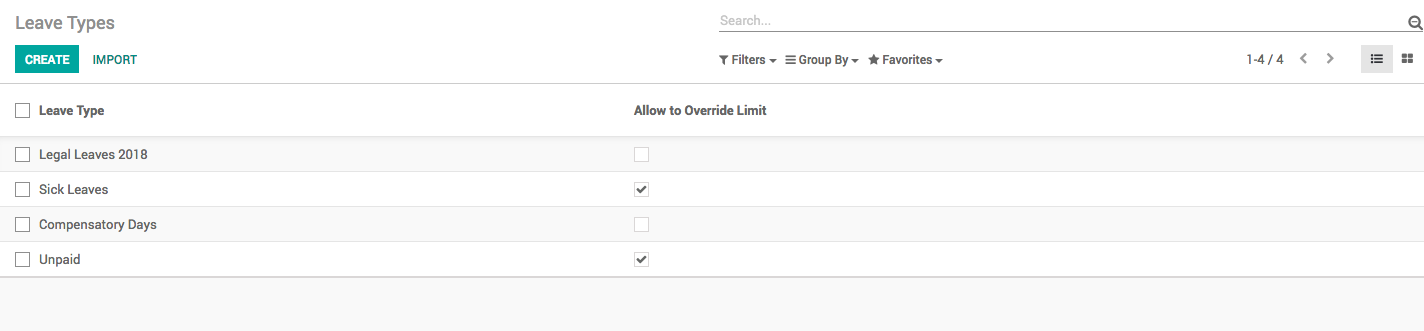 Leave Types
Search...
CREATE IMPORT
Filters Group By Favorites 1-4 / 4
Leave Type Allow to Override Limit
Legal Leaves 2018
Sick Leaves
Compensatory Days
Unpaid